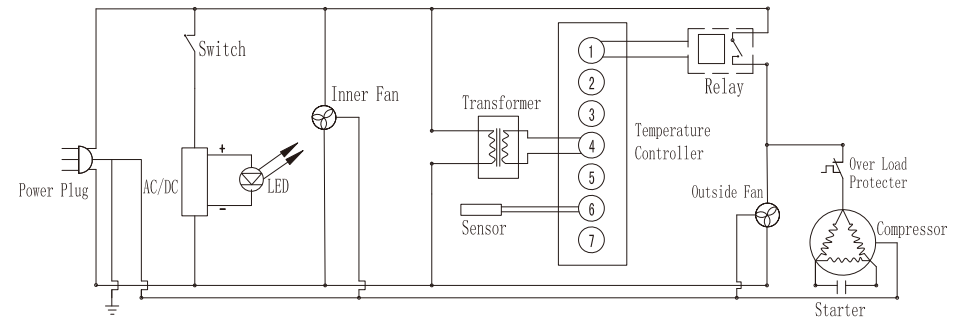 Switch
Inner Fan
Power Plug
AC/DC
+
-
LED
Transformer
1
2
3
4
5
6
7
Temperature
Controller
Sensor
Relay
Over Load
Protecter
Outside Fan
Compressor
Starter